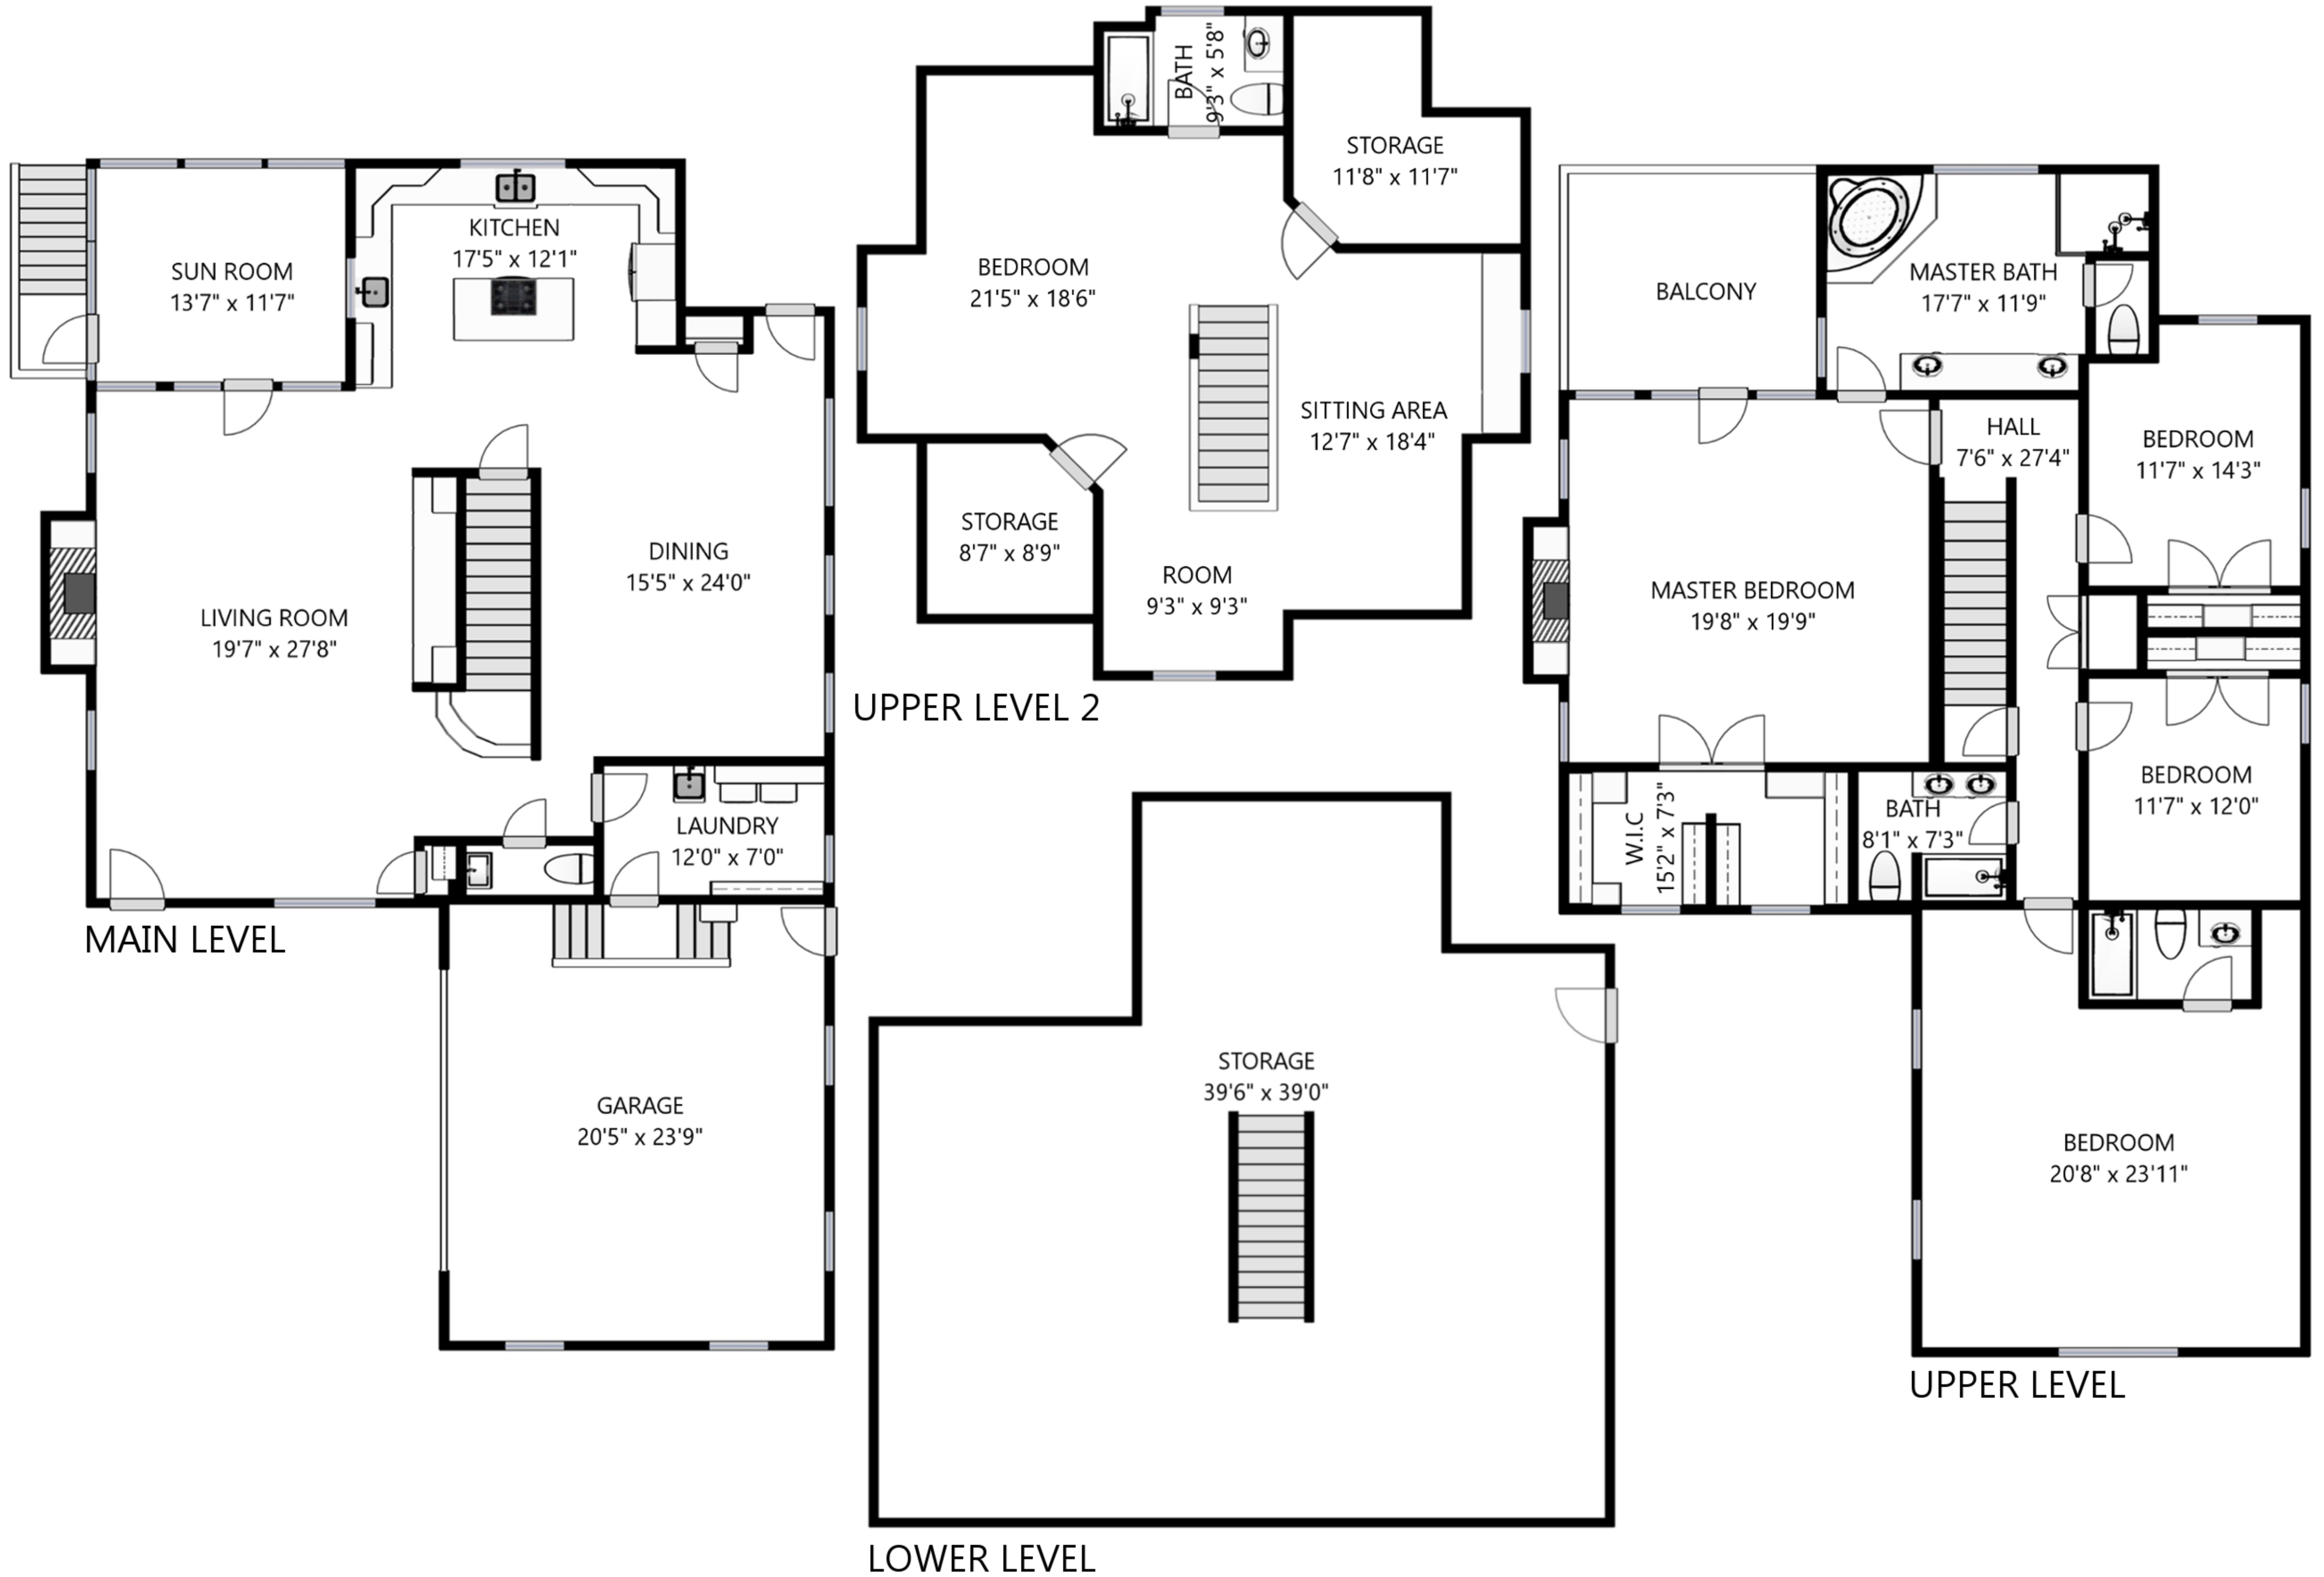 SUN ROOM
13'7" x 11'7"
KITCHEN
17'5" x 12'1"
LIVING ROOM
19'7" x 27'8"
DINING
15'5" x 24'0"
LAUNDRY
12'0" x 7'0"
GARAGE
20'5" x 23'9"
MAIN LEVEL
BATH
9'3" x 5'8"
STORAGE
11'8" x 11'7"
BEDROOM
21'5" x 18'6"
SITTING AREA
12'7" x 18'4"
STORAGE
8'7" x 8'9"
ROOM
9'3" x 9'3"
UPPER LEVEL 2
STORAGE
39'6" x 39'0"
LOWER LEVEL
BALCONY
MASTER BATH
17'7" x 11'9"
HALL
7'6" x 27'4"
BEDROOM
11'7" x 14'3"
MASTER BEDROOM
19'8" x 19'9"
W.I.C
15'2" x 7'3"
BATH
8'1" x 7'3"
BEDROOM
11'7" x 12'0"
BEDROOM
20'8" x 23'11"
UPPER LEVEL